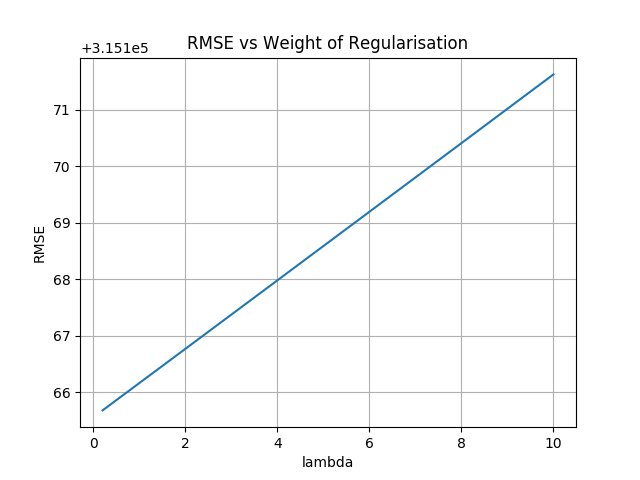 RMSE vs Weight of Regularisation
+3.151e5
71
70
69
68
67
66
RMSE
0 2 4 6 8 10
lambda